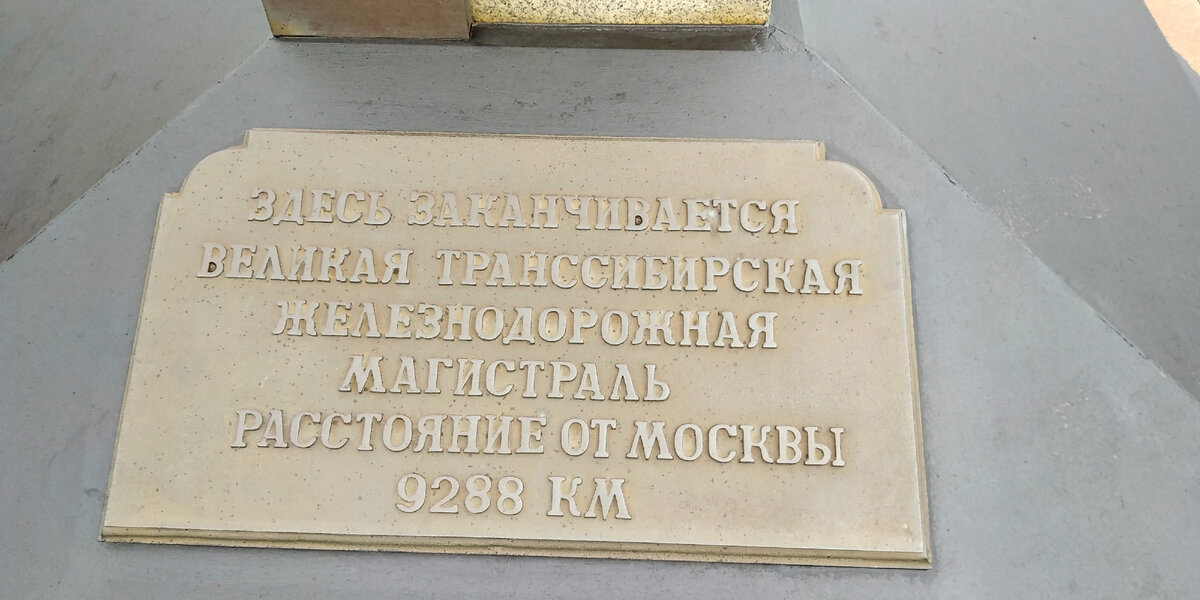 ЗДЕСЬ ЗАКАНЧИВАЕТСЯ
ВЕЛИКАЯ ТРАНССИБИРСКАЯ
ЖЕЛЕЗНОДОРОЖНАЯ
МАГИСТРАЛЬ
РАССТОЯНИЕ ОТ МОСКВЫ
9288 КМ